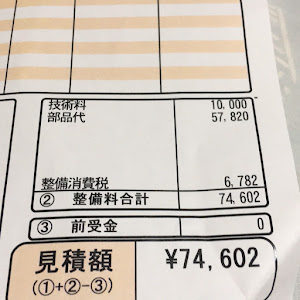 技術料 10,000
部品代 57,820
整備消費税 6,782
② 整備料合計 74,602
③ 前受金 0
見積額 ¥74,602
(①+②-③)